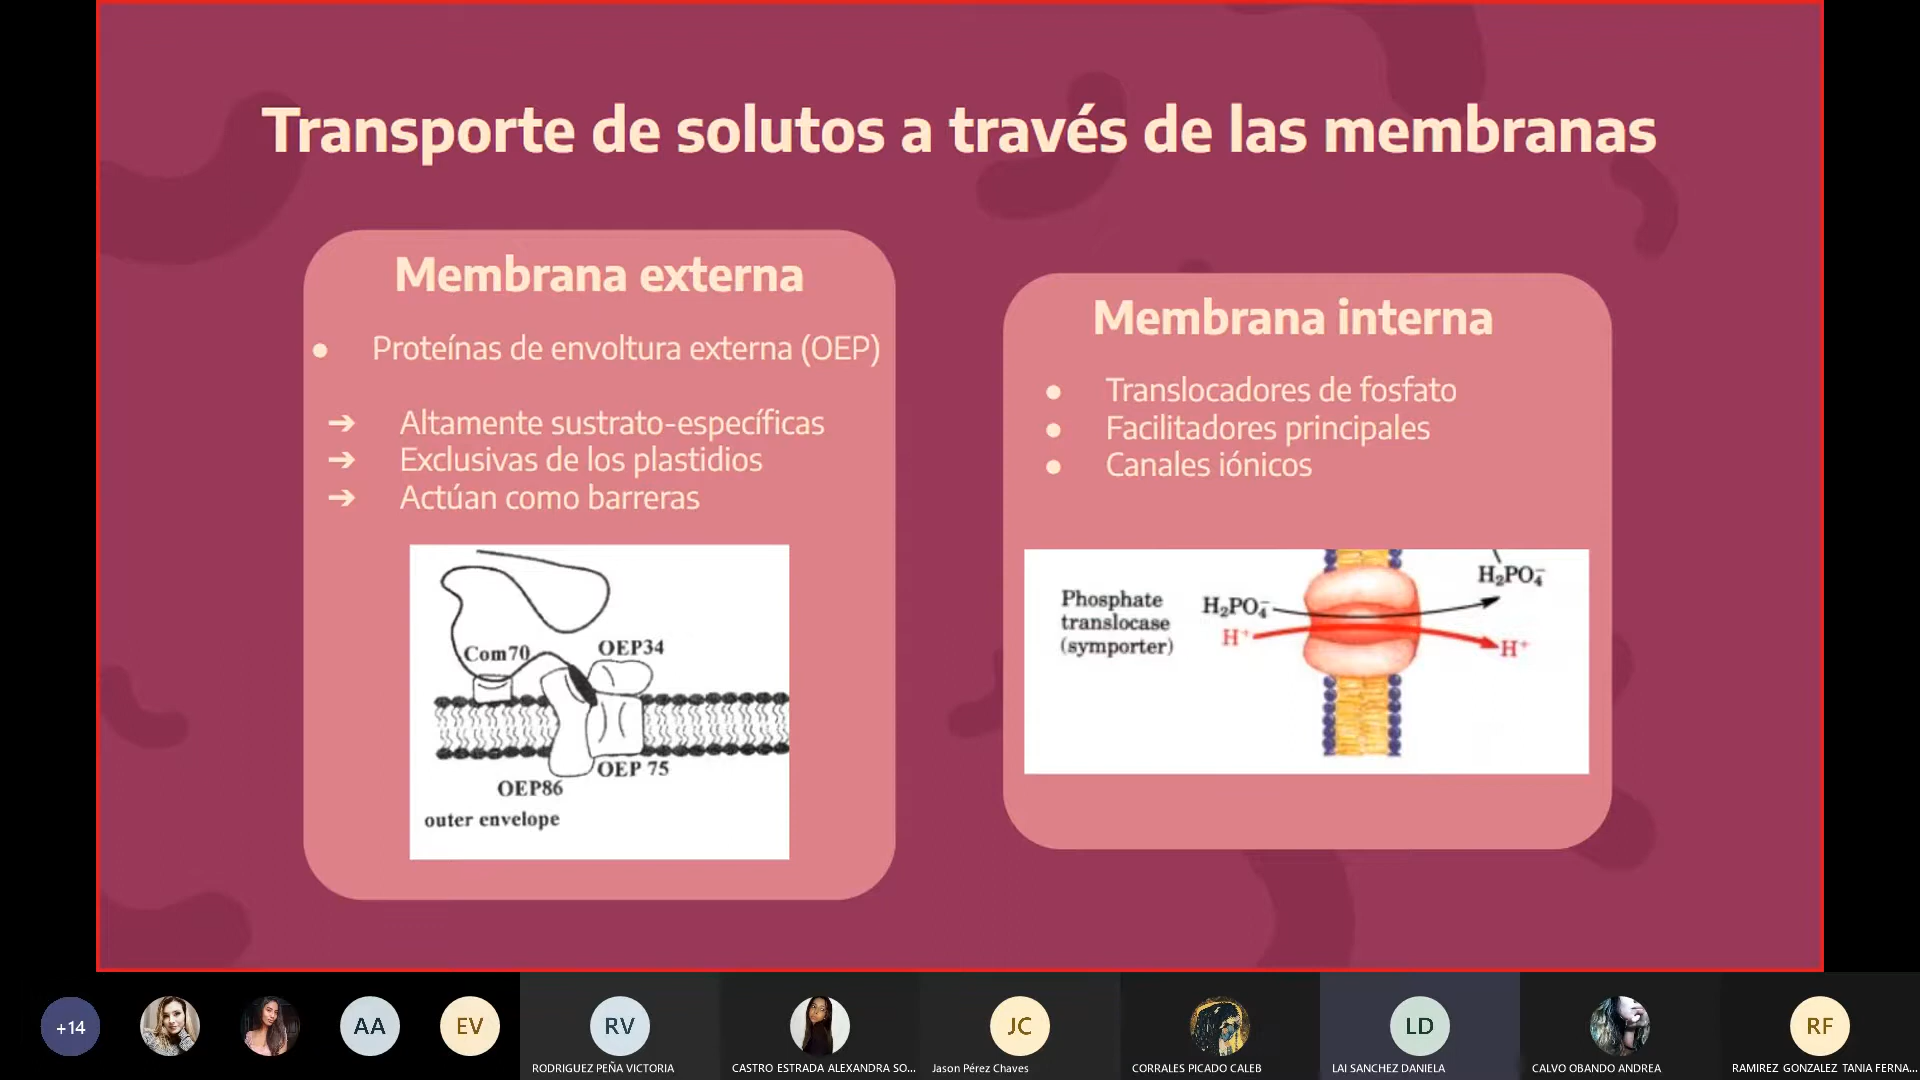 Transporte de solutos a través de las membranas
Membrana externa
● Proteínas de envoltura externa (OEP)
➔ Altamente sustrato-específicas
➔ Exclusivas de los plastidios
➔ Actúan como barreras
Com70
OEP34
OEP 75
OEP86
outer envelope
Membrana interna
● Translocadores de fosfato
● Facilitadores principales
● Canales iónicos
Phosphate
translocase
(symporter)
H₂PO₄⁻
H⁺
H₂PO₄⁻
H⁺
+14
AA
EV
RV
RODRIGUEZ PEÑA VICTORIA
CASTRO ESTRADA ALEXANDRA SO...
JC
Jason Pérez Chaves
CORRALES PICADO CALEB
LD
LAI SANCHEZ DANIELA
CALVO OBANDO ANDREA
RF
RAMIREZ GONZALEZ TANIA FERNA...